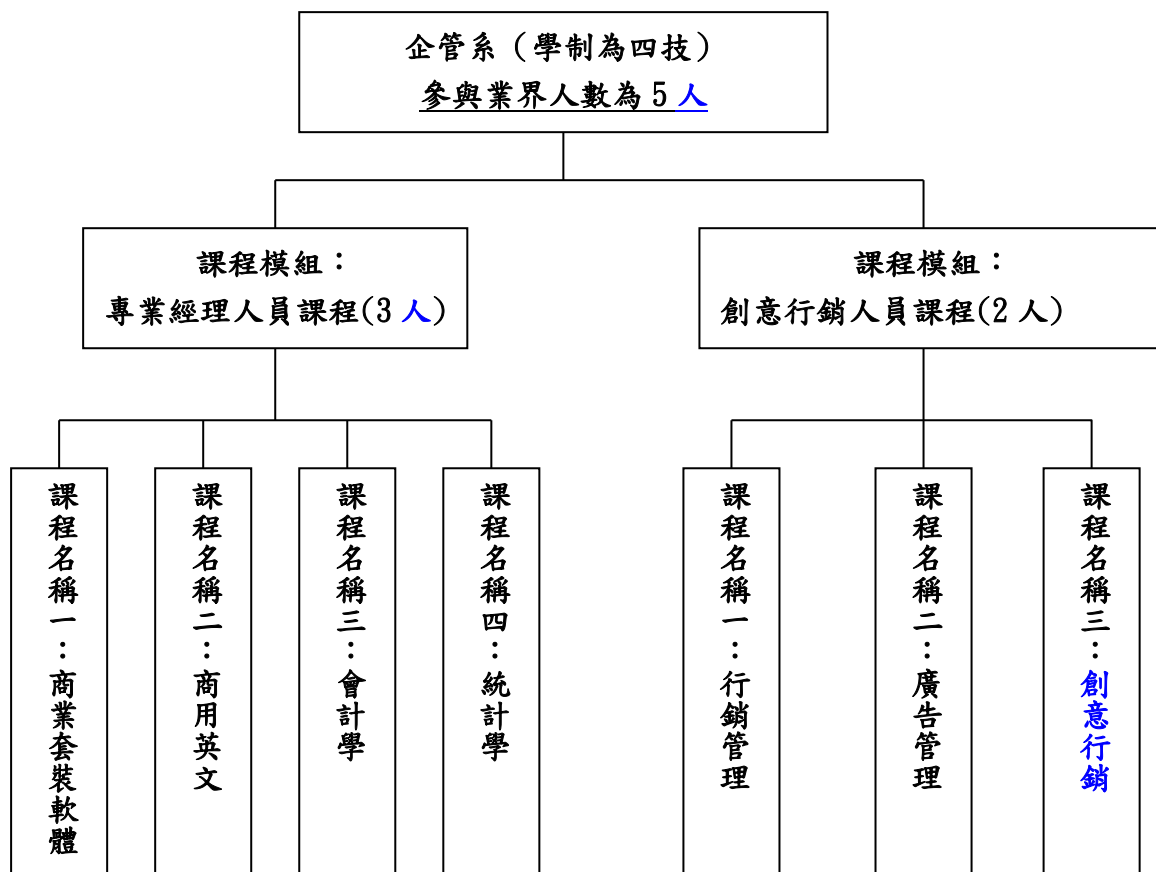 企管系（學制為四技）
參與業界人數為 5 人
課程模組：
專業經理人員課程(3 人)
課程模組：
創意行銷人員課程(2 人)
課程名稱一：商業套裝軟體
課程名稱二：商用英文
課程名稱三：會計學
課程名稱四：統計學
課程名稱一：行銷管理
課程名稱二：廣告管理
課程名稱三：創意行銷